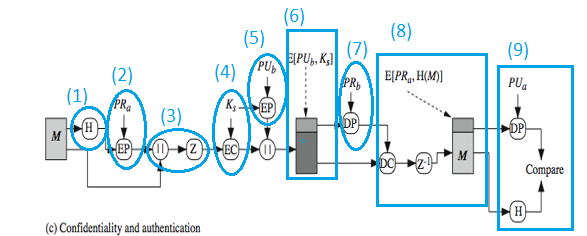 (1)
(2)
(3)
(4)
(5)
(6)
(7)
(8)
(9)
M
H
PRa
EP
||
Z
Ks
EC
PUb
EP
||
E[PUb, Ks]
PRb
DP
DC
Z-1
E[PRa, H(M)]
M
PUa
DP
Compare
H
(c) Confidentiality and authentication